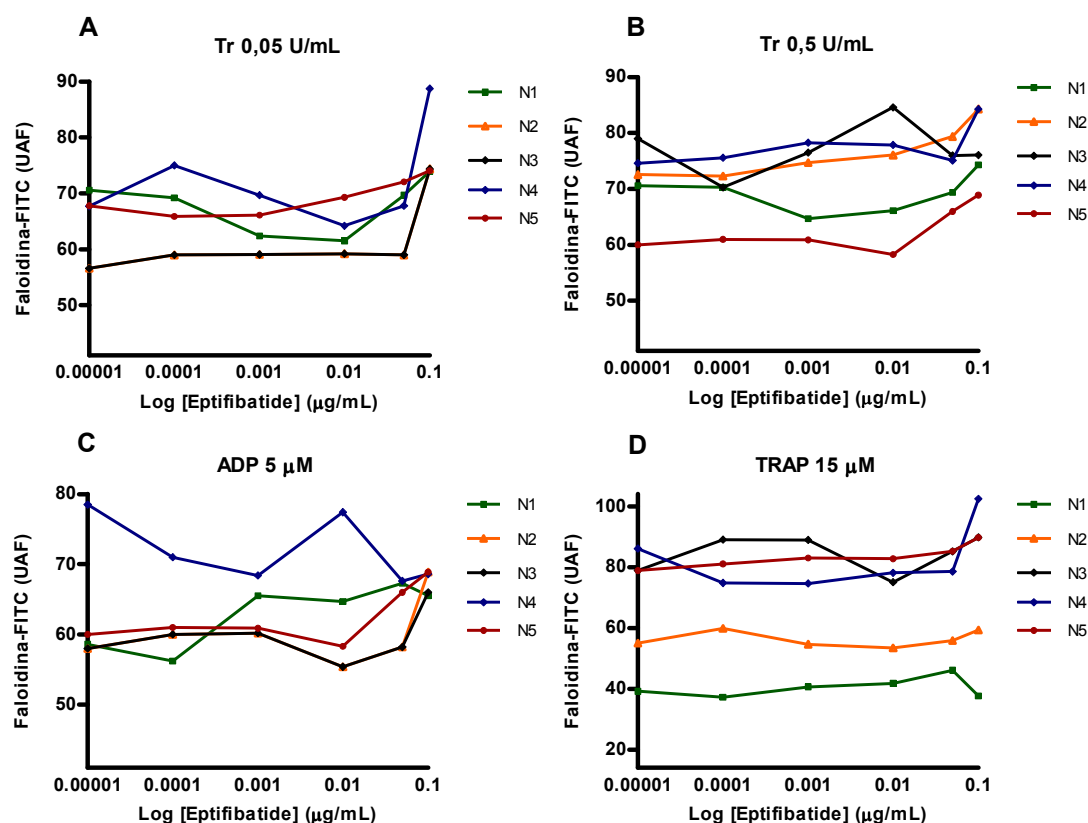 A
Tr 0,05 U/mL
Faloidina-FITC (UAF)
90
80
70
60
50
0.00001 0.0001 0.001 0.01 0.1
Log [Eptifibatide] (μg/mL)
N1
N2
N3
N4
N5
B
Tr 0,5 U/mL
Faloidina-FITC (UAF)
90
80
70
60
50
0.00001 0.0001 0.001 0.01 0.1
Log [Eptifibatide] (μg/mL)
N1
N2
N3
N4
N5
C
ADP 5 μM
Faloidina-FITC (UAF)
80
70
60
50
0.00001 0.0001 0.001 0.01 0.1
Log [Eptifibatide] (μg/mL)
N1
N2
N3
N4
N5
D
TRAP 15 μM
Faloidina-FITC (UAF)
100
80
60
40
20
0.00001 0.0001 0.001 0.01 0.1
Log [Eptifibatide] (μg/mL)
N1
N2
N3
N4
N5